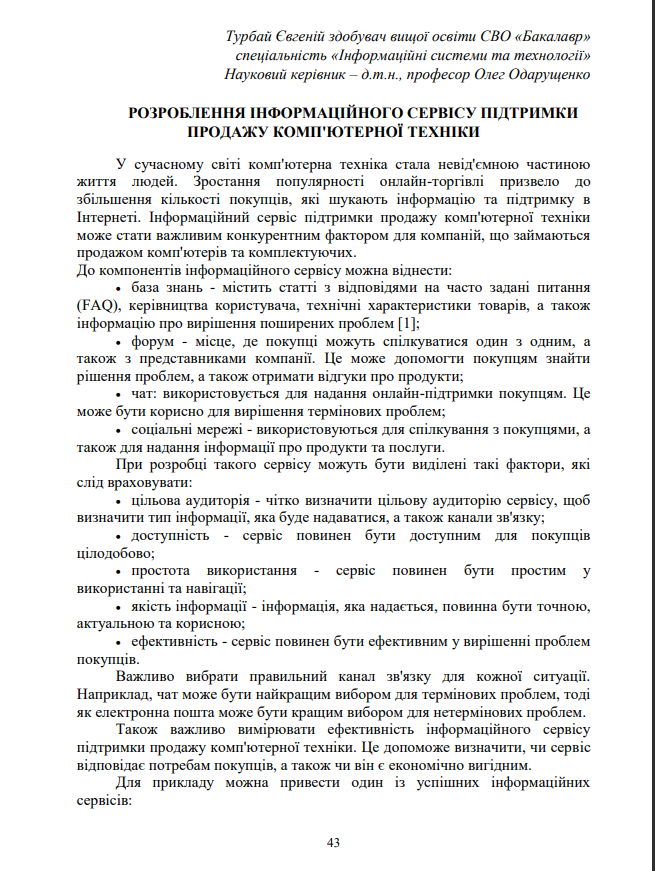 Турбай Євгеній здобувач вищої освіти СВО «Бакалавр»
спеціальність «Інформаційні системи та технології»
Науковий керівник – д.т.н., професор Олег Одарущенко
РОЗРОБЛЕННЯ ІНФОРМАЦІЙНОГО СЕРВІСУ ПІДТРИМКИ
ПРОДАЖУ КОМП'ЮТЕРНОЇ ТЕХНІКИ
У сучасному світі комп'ютерна техніка стала невід'ємною частиною
життя людей. Зростання популярності онлайн-торгівлі призвело до
збільшення кількості покупців, які шукають інформацію та підтримку в
Інтернеті. Інформаційний сервіс підтримки продажу комп'ютерної техніки
може стати важливим конкурентним фактором для компаній, що займаються
продажом комп'ютерів та комплектуючих.
До компонентів інформаційного сервісу можна віднести:
• база знань - містить статті з відповідями на часто задані питання
(FAQ), керівництва користувача, технічні характеристики товарів, а також
інформацію про вирішення поширених проблем [1];
• форум - місце, де покупці можуть спілкуватися один з одним, а
також з представниками компанії. Це може допомогти покупцям знайти
рішення проблем, а також отримати відгуки про продукти;
• чат: використовується для надання онлайн-підтримки покупцям. Це
може бути корисно для вирішення термінових проблем;
• соціальні мережі - використовуються для спілкування з покупцями, а
також для надання інформації про продукти та послуги.
При розробці такого сервісу можуть бути виділені такі фактори, які
слід враховувати:
• цільова аудиторія - чітко визначити цільову аудиторію сервісу, щоб
визначити тип інформації, яка буде надаватися, а також канали зв'язку;
• доступність - сервіс повинен бути доступним для покупців
цілодобово;
• простота використання - сервіс повинен бути простим у
використанні та навігації;
• якість інформації - інформація, яка надається, повинна бути точною,
актуальною та корисною;
• ефективність - сервіс повинен бути ефективним у вирішенні проблем
покупців.
Важливо вибрати правильний канал зв'язку для кожної ситуації.
Наприклад, чат може бути найкращим вибором для термінових проблем, тоді
як електронна пошта може бути кращим вибором для нетермінових проблем.
Також важливо вимірювати ефективність інформаційного сервісу
підтримки продажу комп'ютерної техніки. Це допоможе визначити, чи сервіс
відповідає потребам покупців, а також чи він є економічно вигідним.
Для прикладу можна привести один із успішних інформаційних
сервісів:
43